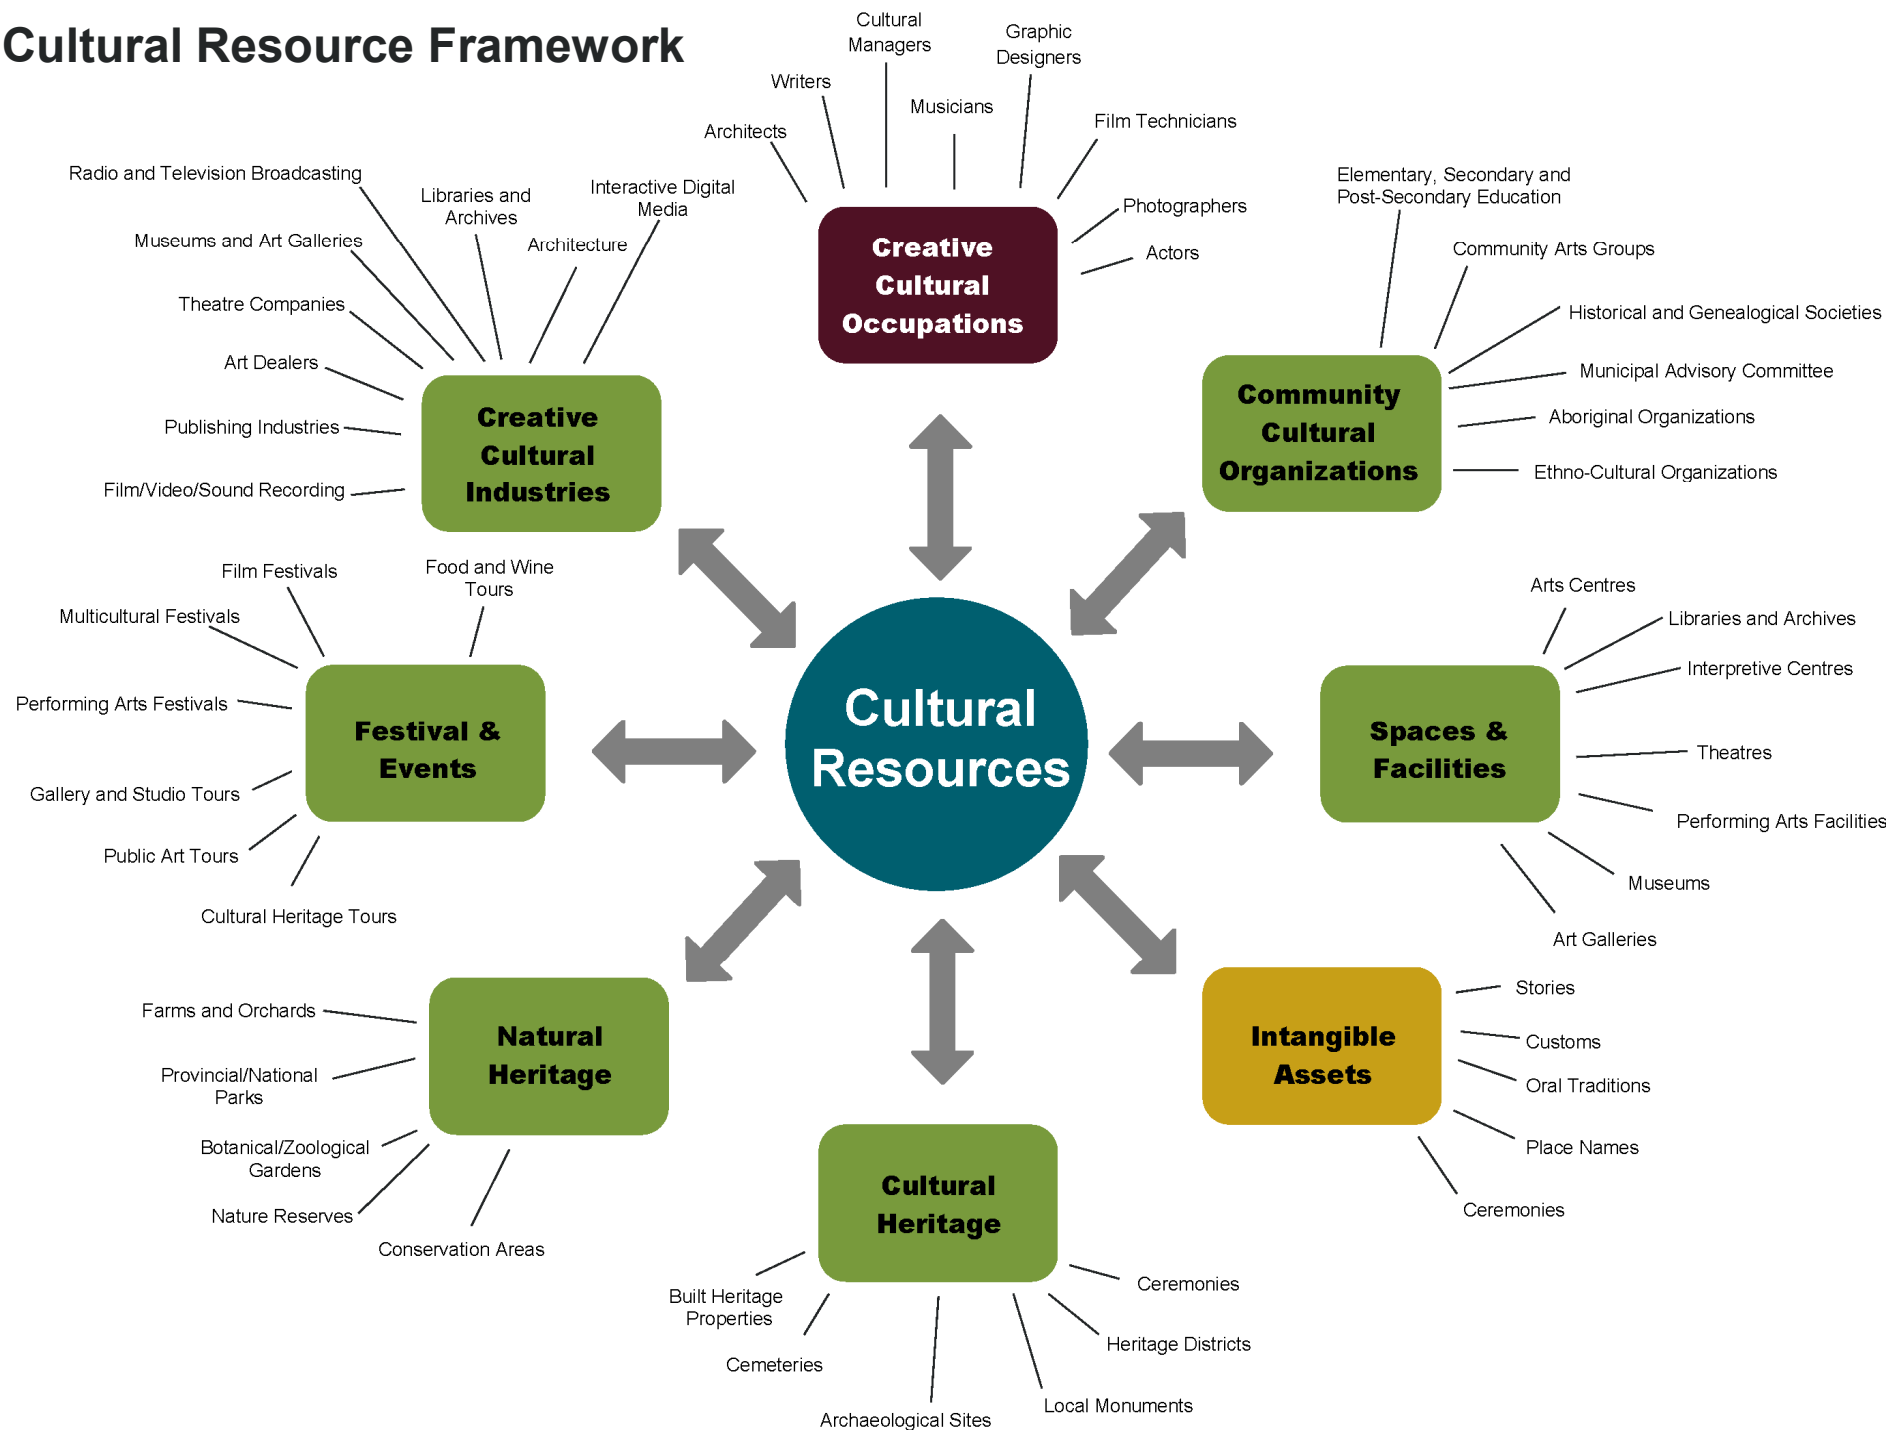 Cultural Resource Framework
Cultural
Managers
Graphic
Designers
Writers
Musicians
Architects
Film Technicians
Photographers
Actors
Creative
Cultural
Occupations
Radio and Television Broadcasting
Libraries and
Archives
Interactive Digital
Media
Museums and Art Galleries
Architecture
Theatre Companies
Art Dealers
Publishing Industries
Film/Video/Sound Recording
Creative
Cultural
Industries
Elementary, Secondary and
Post-Secondary Education
Community Arts Groups
Historical and Genealogical Societies
Municipal Advisory Committee
Aboriginal Organizations
Ethno-Cultural Organizations
Community
Cultural
Organizations
Film Festivals
Food and Wine
Tours
Multicultural Festivals
Performing Arts Festivals
Gallery and Studio Tours
Public Art Tours
Cultural Heritage Tours
Festival &
Events
Cultural
Resources
Spaces &
Facilities
Arts Centres
Libraries and Archives
Interpretive Centres
Theatres
Performing Arts Facilities
Museums
Art Galleries
Natural
Heritage
Farms and Orchards
Provincial/National
Parks
Botanical/Zoological
Gardens
Nature Reserves
Conservation Areas
Intangible
Assets
Stories
Customs
Oral Traditions
Place Names
Ceremonies
Cultural
Heritage
Built Heritage
Properties
Cemeteries
Archaeological Sites
Local Monuments
Heritage Districts
Ceremonies